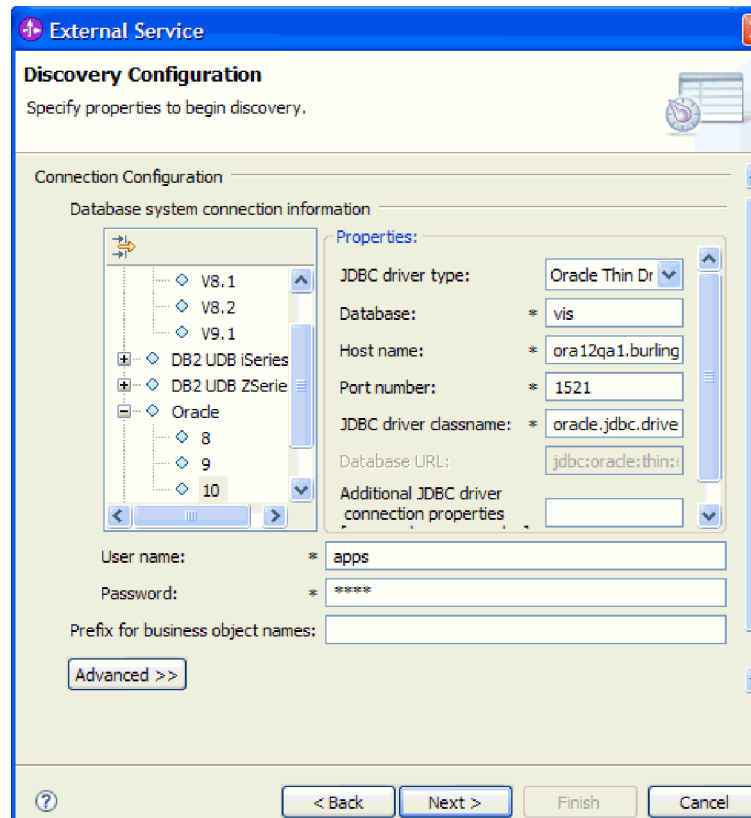 External Service
Discovery Configuration
Specify properties to begin discovery.
Connection Configuration
Database system connection information
V8.1
V8.2
V9.1
DB2 UDB iSeries
DB2 UDB ZSerie
Oracle
8
9
10
Properties:
JDBC driver type: Oracle Thin Dr
Database: * vis
Host name: * ora12qa1.burling
Port number: * 1521
JDBC driver classname: * oracle.jdbc.drive
Database URL: jdbc:oracle:thin:
Additional JDBC driver
connection properties
User name: * apps
Password: * ****
Prefix for business object names:
Advanced >>
< Back Next > Finish Cancel